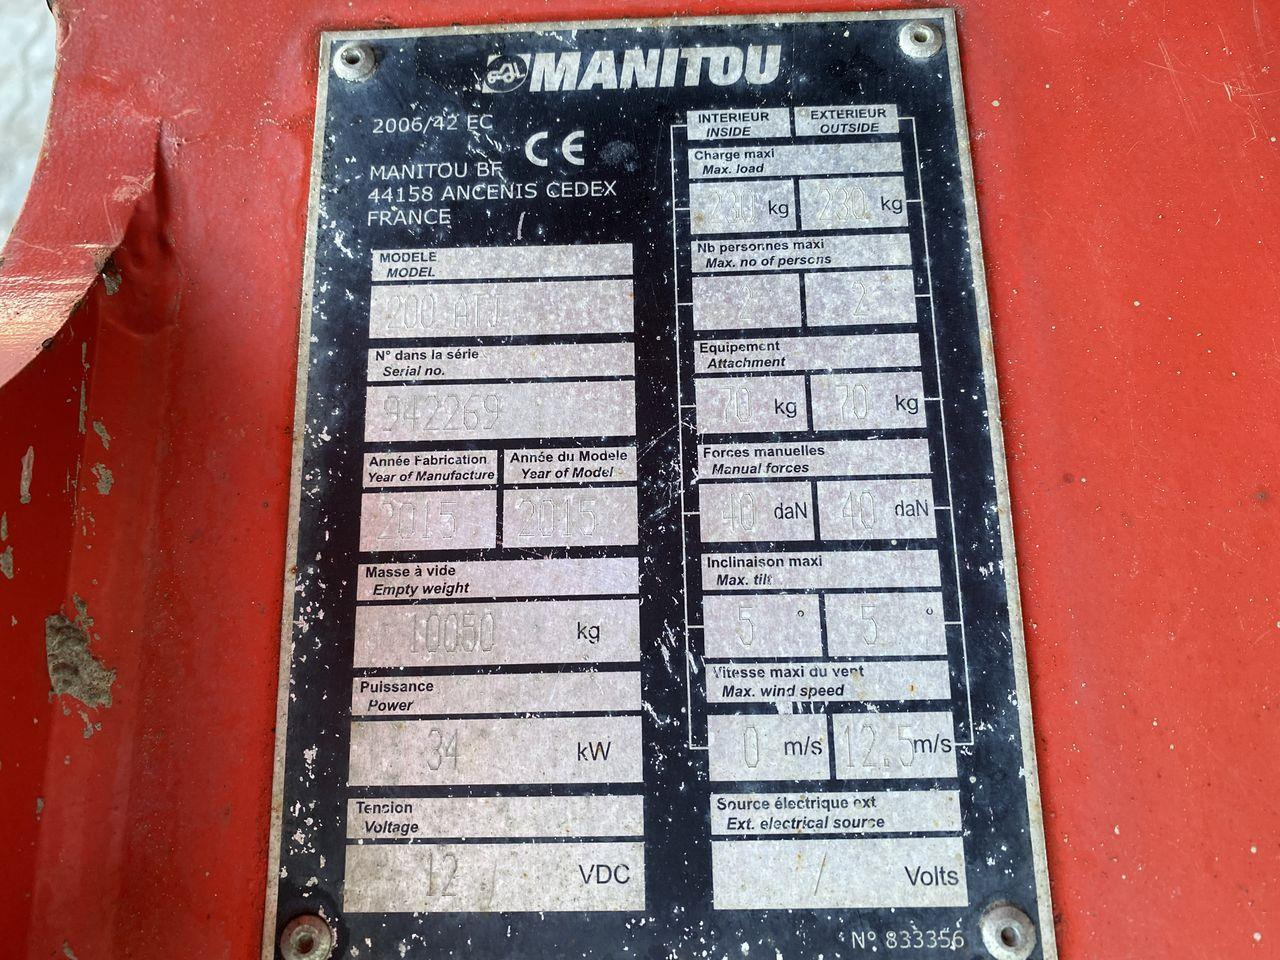 MANITOU
2006/42 EC
CE
MANITOU BF
44158 ANCENIS CEDEX
FRANCE
MODELE
MODEL
200 ATJ
N° dans la série
Serial no.
942269
Année Fabrication
Year of Manufacture
Année du Modele
Year of Model
2015
2015
Masse à vide
Empty weight
10050 kg
Puissance
Power
34 kW
Tension
Voltage
12 / VDC
INTERIEUR
INSIDE
EXTERIEUR
OUTSIDE
Charge maxi
Max. load
230 kg
230 kg
Nb personnes maxi
Max. no of persons
2
2
Equipement
Attachment
70 kg
70 kg
Forces manuelles
Manual forces
40 daN
40 daN
Inclinaison maxi
Max. tilt
5 °
5 °
Vitesse maxi du vent
Max. wind speed
0 m/s
12.5 m/s
Source électrique ext
Ext. electrical source
/ Volts
N° 833356